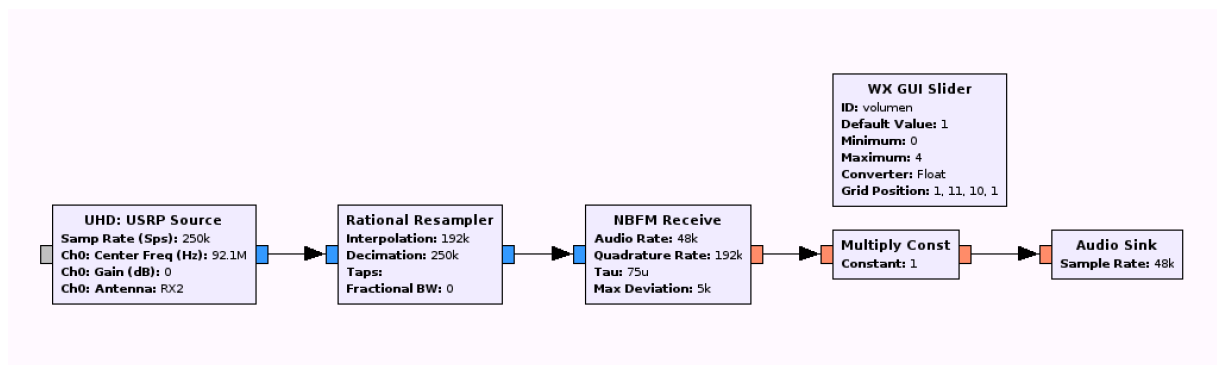 WX GUI Slider
ID: volumen
Default Value: 1
Minimum: 0
Maximum: 4
Converter: Float
Grid Position: 1, 11, 10, 1
UHD: USRP Source
Samp Rate (Sps): 250k
Ch0: Center Freq (Hz): 92.1M
Ch0: Gain (dB): 0
Ch0: Antenna: RX2
Rational Resampler
Interpolation: 192k
Decimation: 250k
Taps:
Fractional BW: 0
NBFM Receive
Audio Rate: 48k
Quadrature Rate: 192k
Tau: 75u
Max Deviation: 5k
Multiply Const
Constant: 1
Audio Sink
Sample Rate: 48k